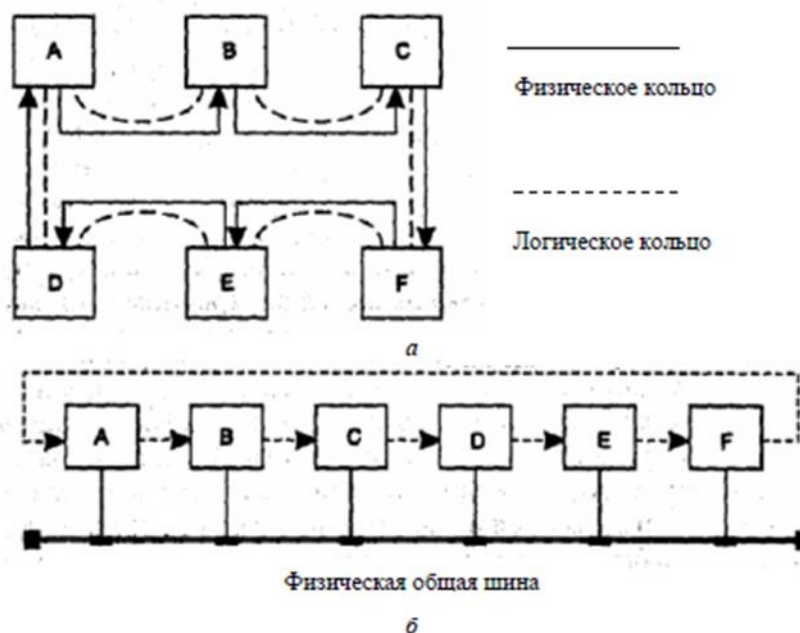 A B C
Физическое кольцо
Логическое кольцо
D E F
а
A B C D E F
Физическая общая шина
б